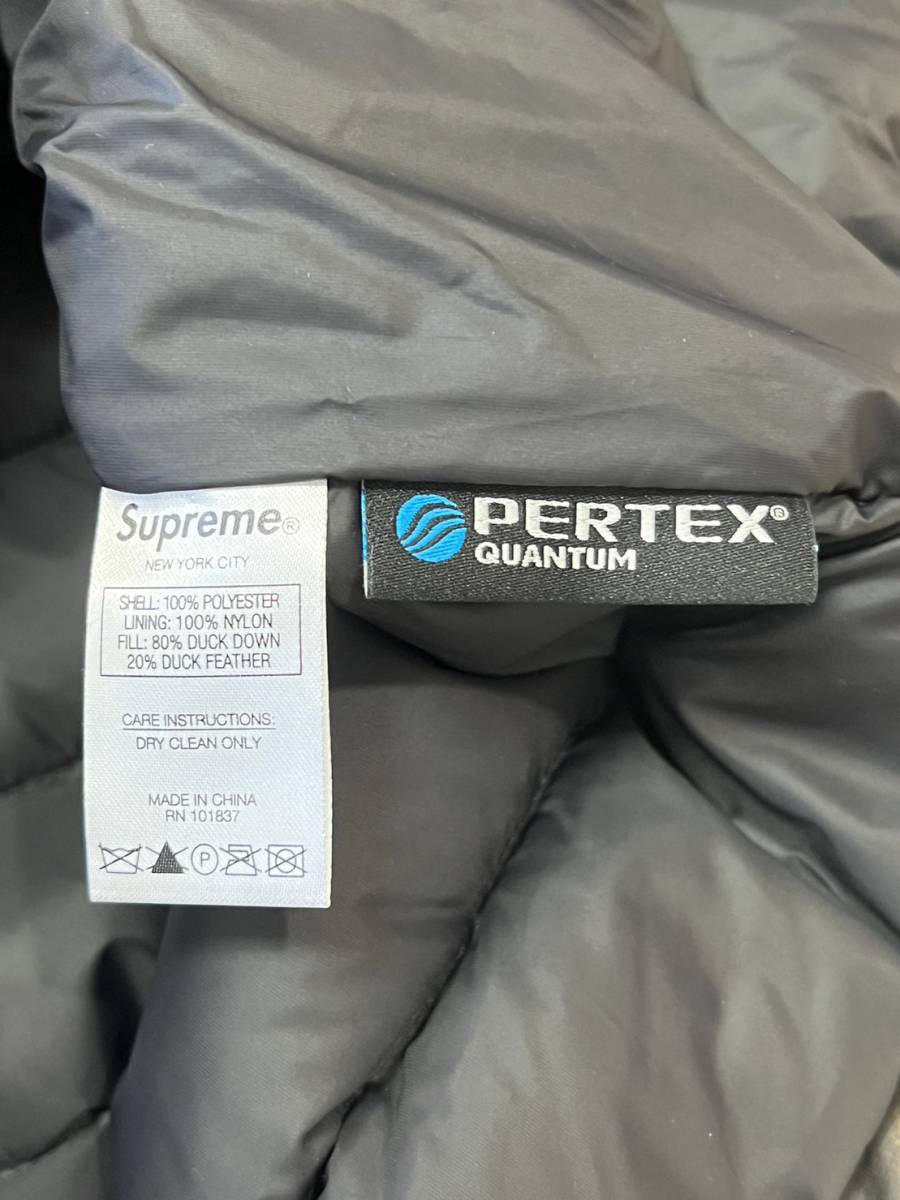 Supreme®
NEW YORK CITY
SHELL: 100% POLYESTER
LINING: 100% NYLON
FILL: 80% DUCK DOWN
20% DUCK FEATHER
CARE INSTRUCTIONS:
DRY CLEAN ONLY
MADE IN CHINA
RN 101837
P
PERTEX®
QUANTUM